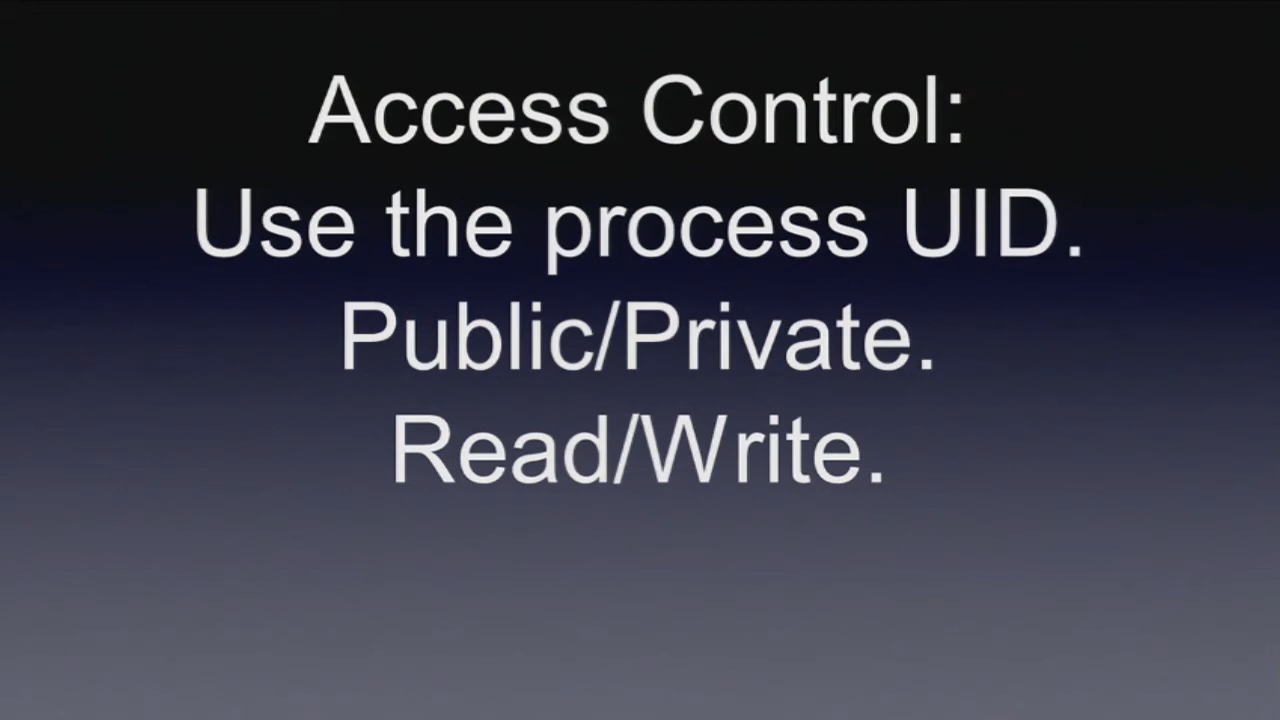 Access Control:
Use the process UID.
Public/Private.
Read/Write.